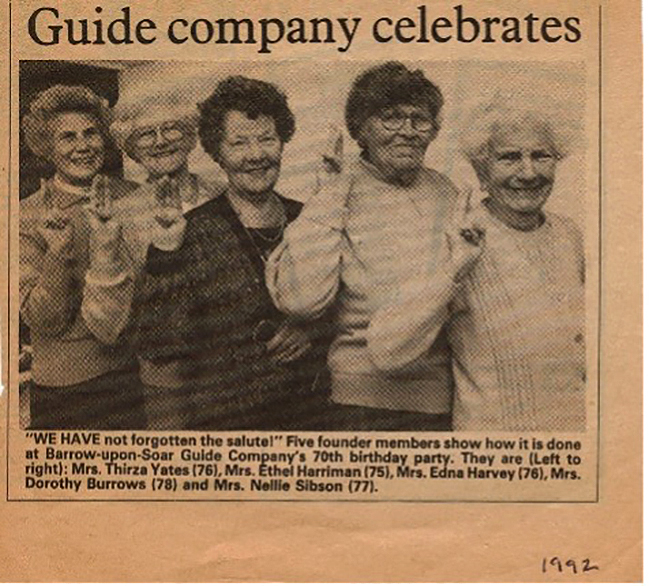 Guide company celebrates
"WE HAVE not forgotten the salute!" Five founder members show how it is done
at Barrow-upon-Soar Guide Company's 70th birthday party. They are (Left to
right): Mrs. Thirza Yates (76), Mrs. Ethel Harriman (75), Mrs. Edna Harvey (76), Mrs.
Dorothy Burrows (78) and Mrs. Nellie Sibson (77).
1992